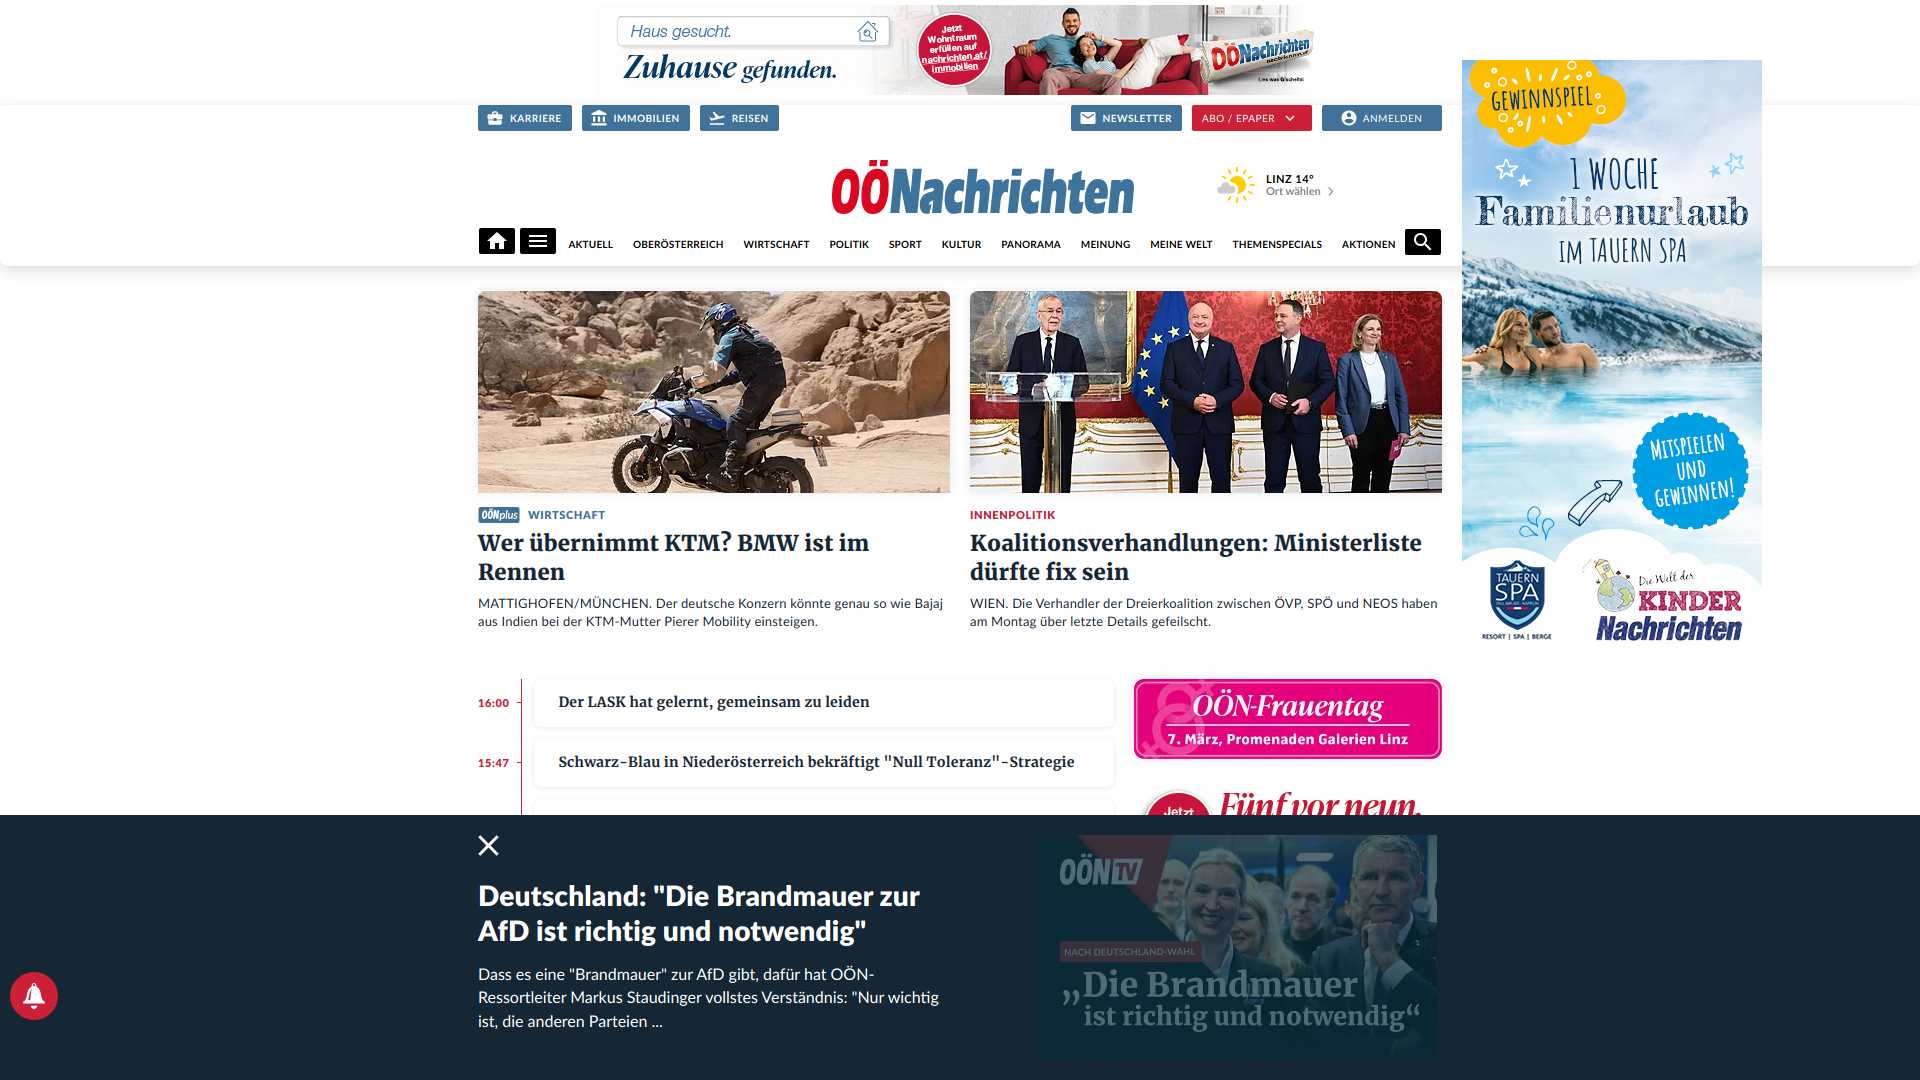 Haus gesucht.
Zuhause gefunden.
Jetzt
Wohntraum
erfüllen auf
nachrichten.at/
immobilien
OÖNachrichten
Lies was G'scheits!
KARRIERE
IMMOBILIEN
REISEN
NEWSLETTER
ABO / EPAPER
ANMELDEN
OÖNachrichten
LINZ 14°
Ort wählen
AKTUELL
OBERÖSTERREICH
WIRTSCHAFT
POLITIK
SPORT
KULTUR
PANORAMA
MEINUNG
MEINE WELT
THEMENSPECIALS
AKTIONEN
GEWINNSPIEL
1 WOCHE
Familienurlaub
IM TAUERN SPA
MITSPIELEN
UND
GEWINNEN!
TAUERN
SPA
RESORT | SPA | BERGE
Die Welt der
KINDER
Nachrichten
OÖNplus WIRTSCHAFT
Wer übernimmt KTM? BMW ist im
Rennen
MATTIGHOFEN/MÜNCHEN. Der deutsche Konzern könnte genau so wie Bajaj
aus Indien bei der KTM-Mutter Pierer Mobility einsteigen.
INNENPOLITIK
Koalitionsverhandlungen: Ministerliste
dürfte fix sein
WIEN. Die Verhandler der Dreierkoalition zwischen ÖVP, SPÖ und NEOS haben
am Montag über letzte Details gefeilscht.
16:00 Der LASK hat gelernt, gemeinsam zu leiden
15:47 Schwarz-Blau in Niederösterreich bekräftigt "Null Toleranz"-Strategie
OÖN-Frauentag
7. März, Promenaden Galerien Linz
Jetzt
Fünf vor neun.
Deutschland: "Die Brandmauer zur
AfD ist richtig und notwendig"
Dass es eine "Brandmauer" zur AfD gibt, dafür hat OÖN-
Ressortleiter Markus Staudinger vollstes Verständnis: "Nur wichtig
ist, die anderen Parteien ...
OÖN TV
NACH DEUTSCHLAND-WAHL
„Die Brandmauer
ist richtig und notwendig“